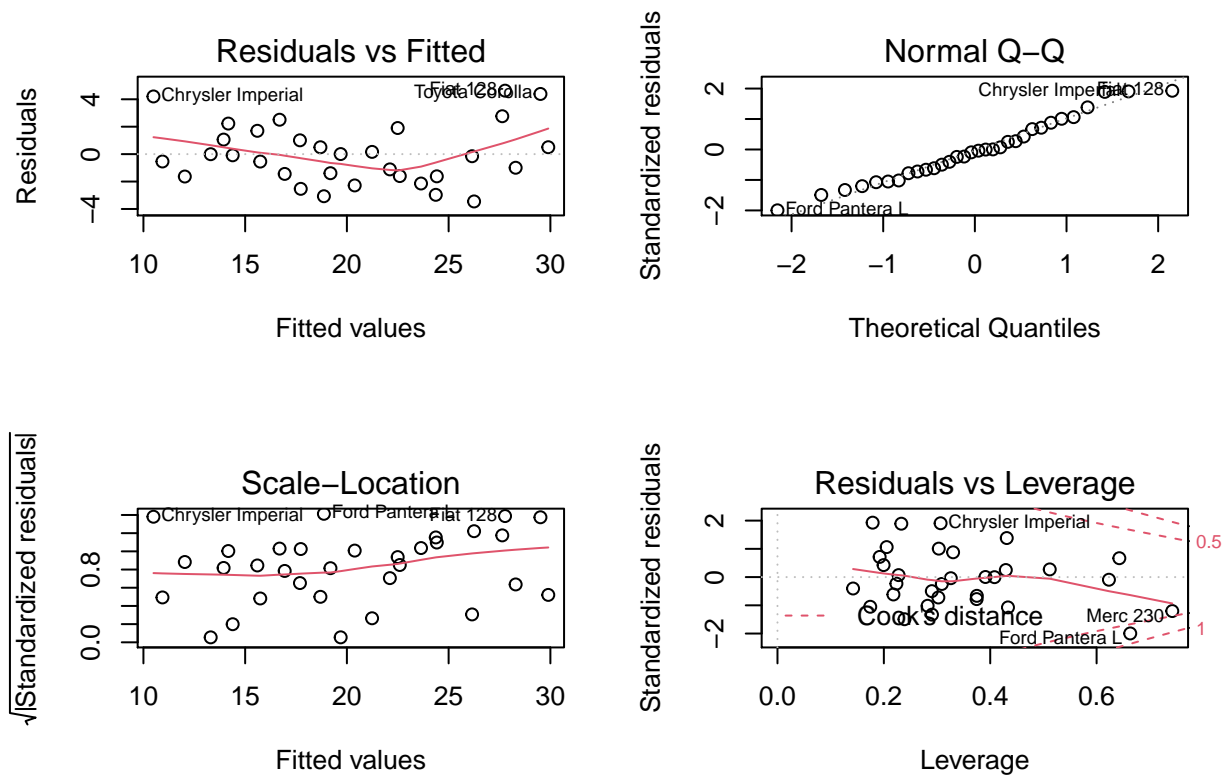 Residuals vs Fitted
Residuals
4
0
−4
Chrysler Imperial
Fiat 128
Toyota Corolla
10
15
20
25
30
Fitted values
Normal Q−Q
Standardized residuals
2
0
−2
Chrysler Imperial
Fiat 128
Ford Pantera L
−2
−1
0
1
2
Theoretical Quantiles
Scale−Location
√|Standardized residuals|
0.8
0.0
Chrysler Imperial
Ford Pantera L
Fiat 128
10
15
20
25
30
Fitted values
Residuals vs Leverage
Standardized residuals
2
0
−2
Chrysler Imperial
0.5
Merc 230
Cook's distance
1
Ford Pantera L
0.0
0.2
0.4
0.6
Leverage